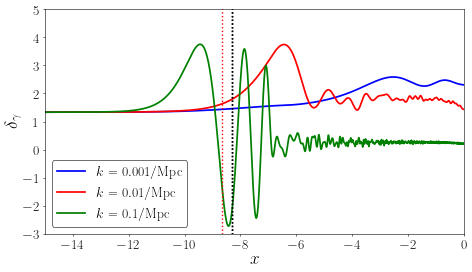 5
4
3
2
1
0
−1
−2
−3
δγ
k = 0.001/Mpc
k = 0.01/Mpc
k = 0.1/Mpc
−14 −12 −10 −8 −6 −4 −2 0
x